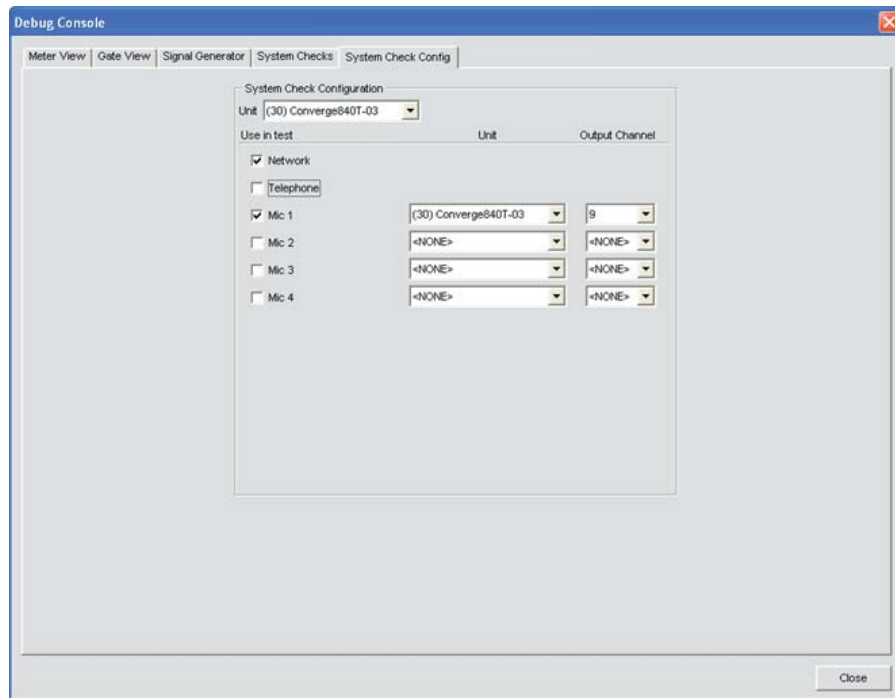 Debug Console
Meter View Gate View Signal Generator System Checks System Check Config
System Check Configuration
Unit (30) Converge840T-03
Use in test Unit Output Channel
Network
Telephone
Mic 1 (30) Converge840T-03 9
Mic 2 <NONE> <NONE>
Mic 3 <NONE> <NONE>
Mic 4 <NONE> <NONE>
Close